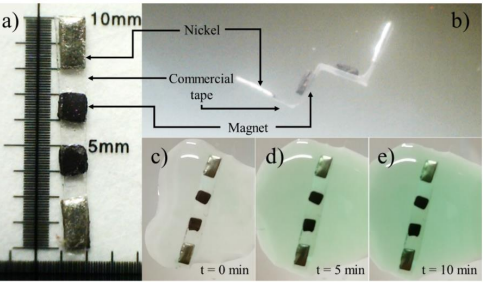 a)
10mm
5mm
Nickel
Commercial
tape
Magnet
b)
c)
t = 0 min
d)
t = 5 min
e)
t = 10 min